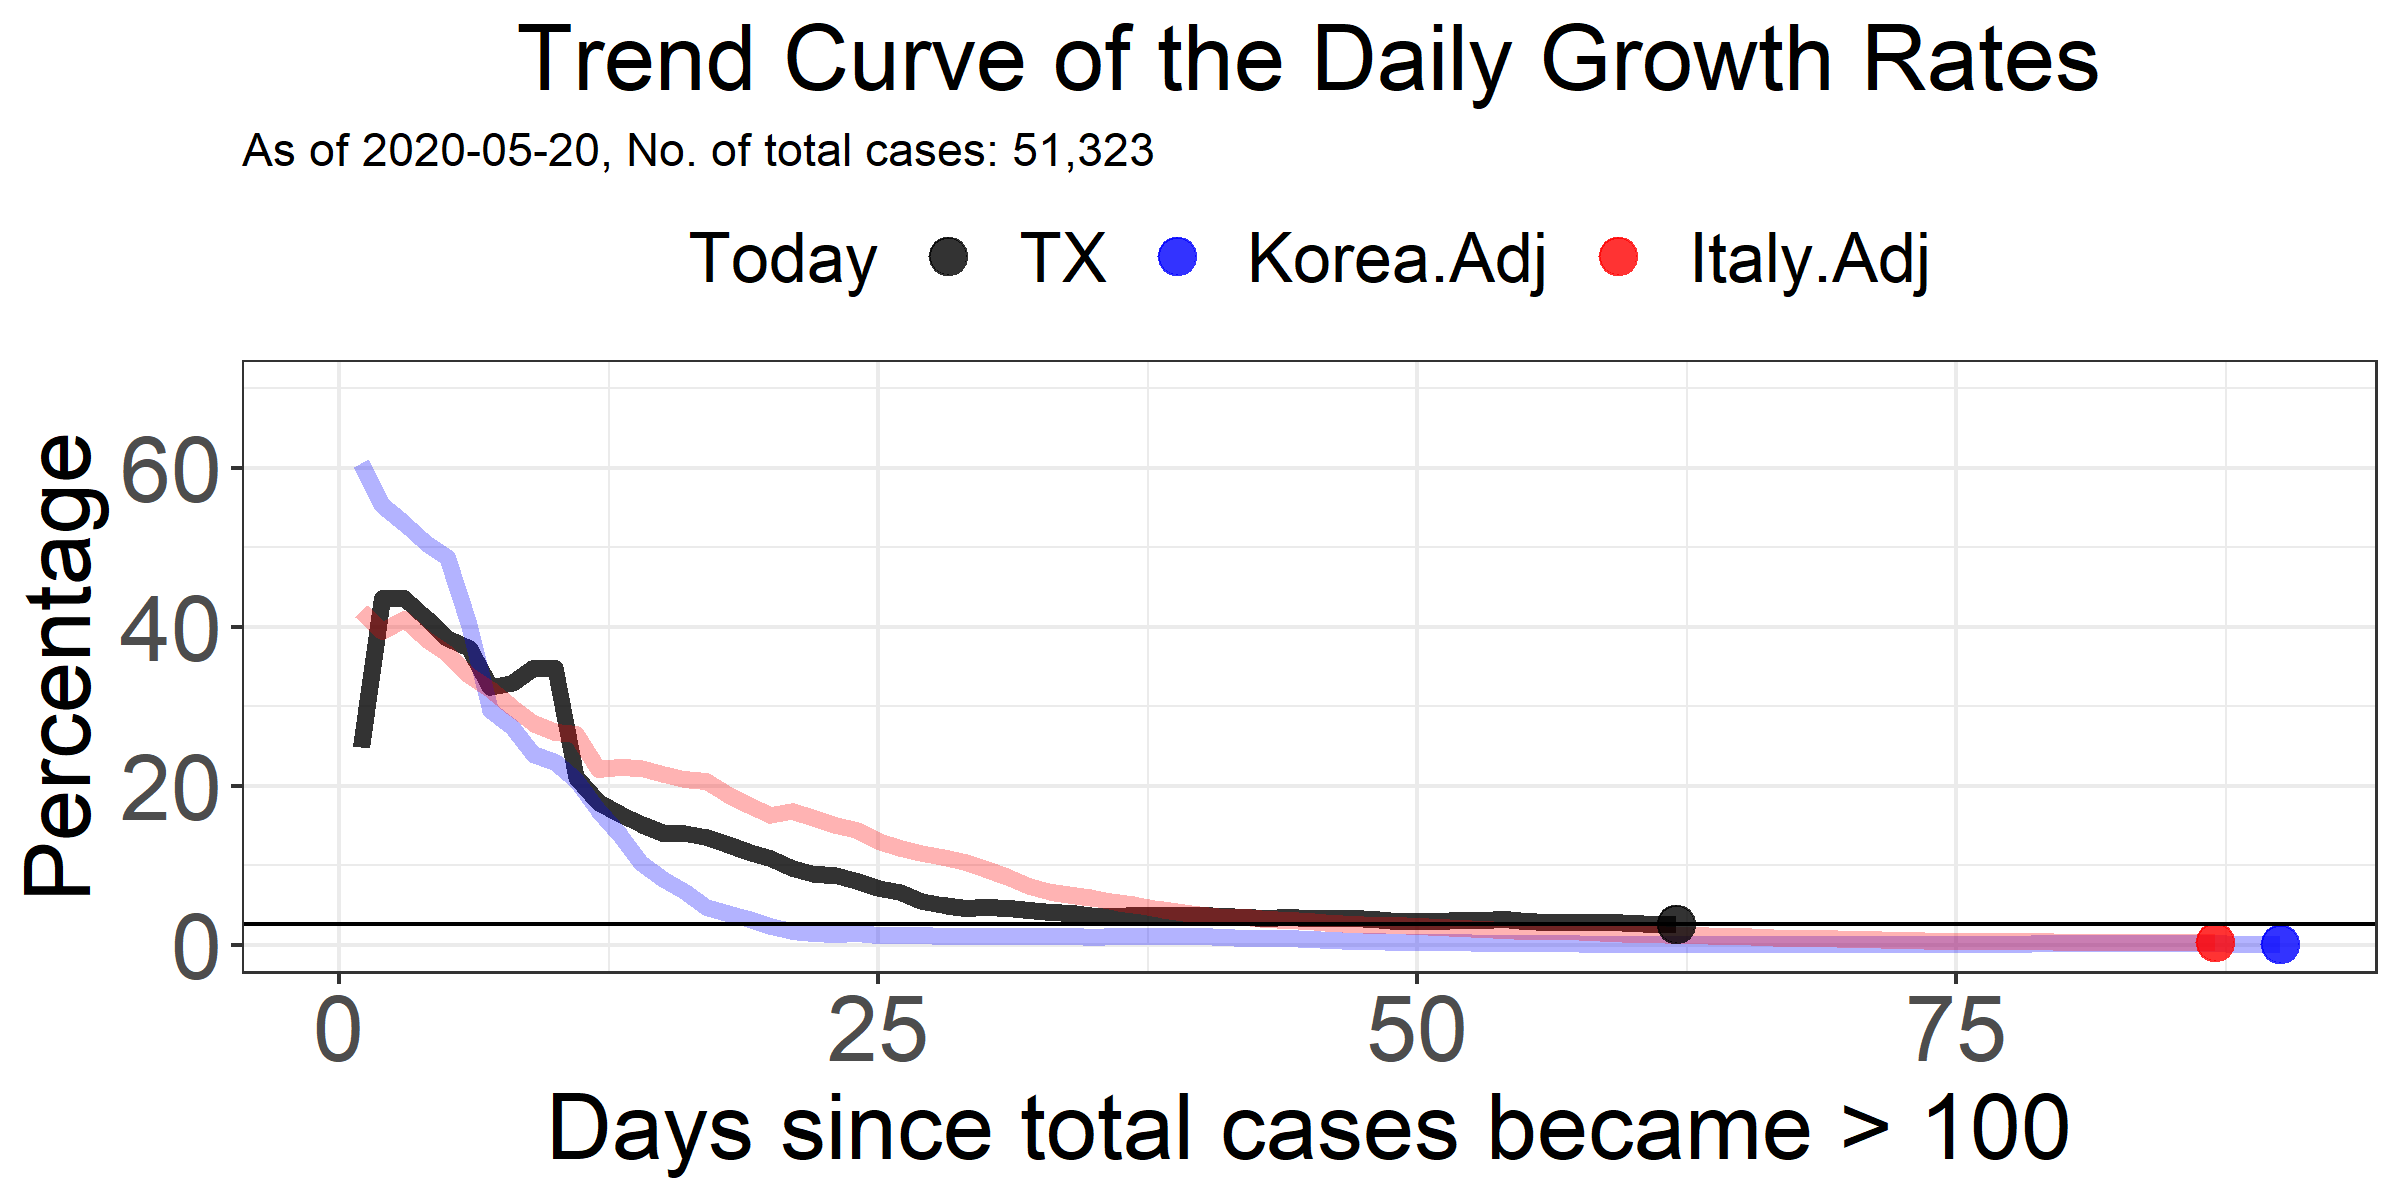 Trend Curve of the Daily Growth Rates
As of 2020-05-20, No. of total cases: 51,323
Today TX Korea.Adj Italy.Adj
Percentage
60
40
20
0
0 25 50 75
Days since total cases became > 100